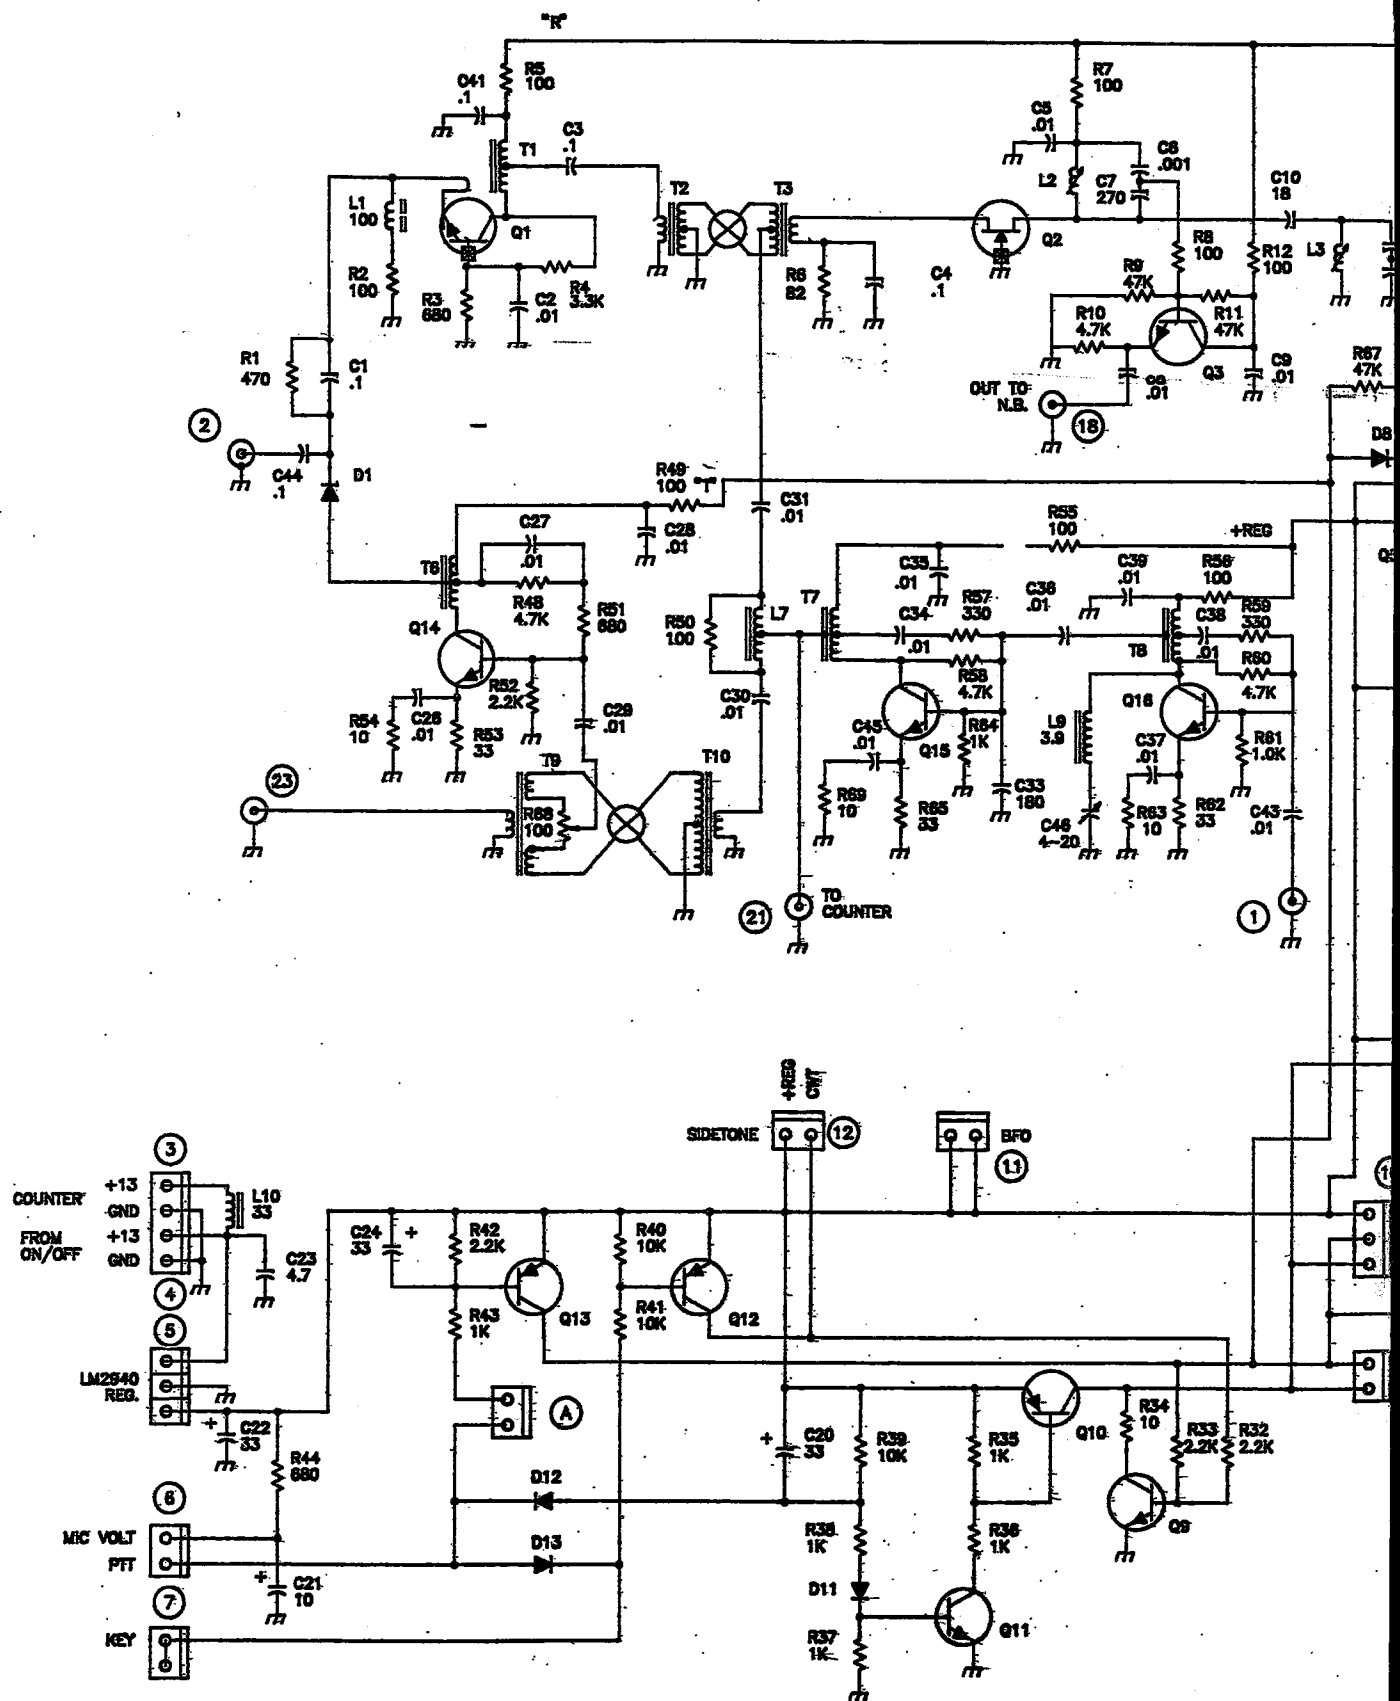 "R"
R5
100
C41
.1
T1
C3
.1
R7
100
C5
.01
L2
C6
.001
C7
270
C10
18
L1
100
Q1
T2
T3
Q2
R8
100
R12
100
L3
R2
100
R3
680
C2
.01
R4
3.3K
R6
82
C4
.1
R9
47K
R10
4.7K
R11
47K
R1
470
C1
.1
Q3
C9
.01
R67
47K
OUT TO
N.B.
.01
18
2
D8
C44
.1
D1
R49
100
"T"
C31
.01
C28
.01
C27
.01
R55
100
+REG
T6
R48
4.7K
R51
680
C35
.01
C39
.01
R56
100
C36
.01
T7
R57
330
C34
.01
C38
.01
R59
330
Q14
R50
100
L7
R58
4.7K
T8
R60
4.7K
R52
2.2K
C30
.01
Q16
R54
10
C26
.01
R53
33
C29
.01
C45
.01
Q15
R64
1K
L9
3.9
C37
.01
R61
1.0K
23
T9
T10
R68
100
R69
10
R65
33
C33
180
C46
4-20
R63
10
R62
33
C43
.01
21
TO
COUNTER
1
+REG
CWT
SIDETONE
12
BFO
11
3
COUNTER
+13
GND
FROM
ON/OFF
+13
GND
L10
33
C23
4.7
4
C24
33
+
R42
2.2K
R40
10K
Q13
Q12
R43
1K
R41
10K
5
LM2940
REG.
+
C22
33
A
R44
680
+
C20
33
R39
10K
R35
1K
Q10
R34
10
R33
2.2K
R32
2.2K
6
MIC VOLT
PTT
D12
D13
R38
1K
R36
1K
Q9
+
C21
10
D11
7
KEY
R37
1K
Q11